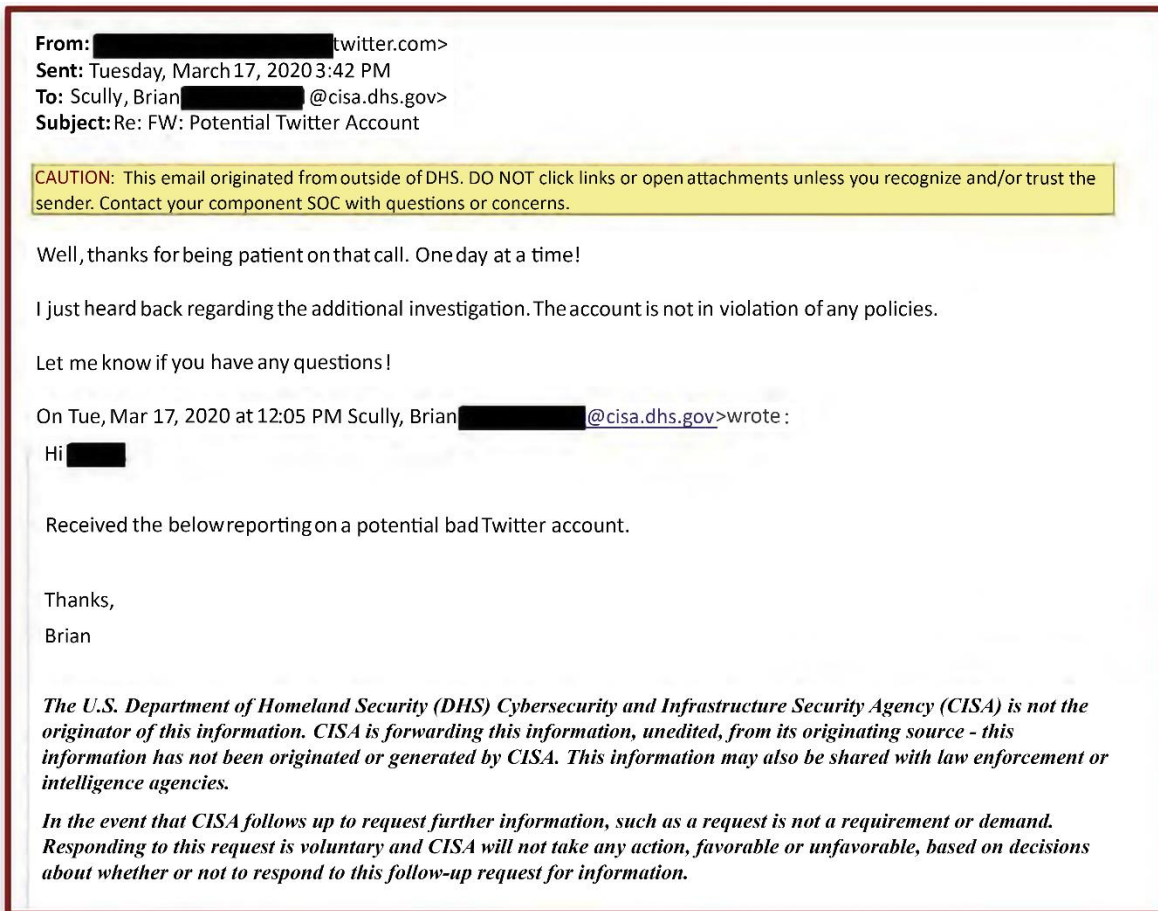 From: twitter.com>
Sent: Tuesday, March 17, 2020 3:42 PM
To: Scully, Brian @cisa.dhs.gov>
Subject: Re: FW: Potential Twitter Account
CAUTION: This email originated from outside of DHS. DO NOT click links or open attachments unless you recognize and/or trust the
sender. Contact your component SOC with questions or concerns.
Well, thanks for being patient on that call. One day at a time!
I just heard back regarding the additional investigation. The account is not in violation of any policies.
Let me know if you have any questions!
On Tue, Mar 17, 2020 at 12:05 PM Scully, Brian @cisa.dhs.gov>wrote:
Hi
Received the below reporting on a potential bad Twitter account.
Thanks,
Brian
The U.S. Department of Homeland Security (DHS) Cybersecurity and Infrastructure Security Agency (CISA) is not the
originator of this information. CISA is forwarding this information, unedited, from its originating source - this
information has not been originated or generated by CISA. This information may also be shared with law enforcement or
intelligence agencies.
In the event that CISA follows up to request further information, such as a request is not a requirement or demand.
Responding to this request is voluntary and CISA will not take any action, favorable or unfavorable, based on decisions
about whether or not to respond to this follow-up request for information.